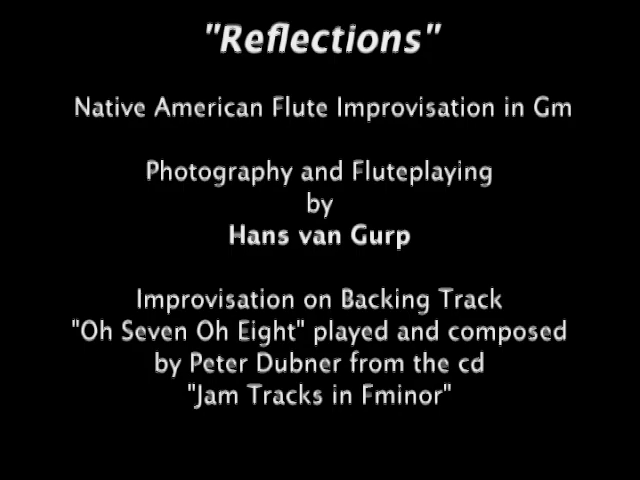 "Reflections"
Native American Flute Improvisation in Gm
Photography and Fluteplaying
by
Hans van Gurp
Improvisation on Backing Track
"Oh Seven Oh Eight" played and composed
by Peter Dubner from the cd
"Jam Tracks in Fminor"